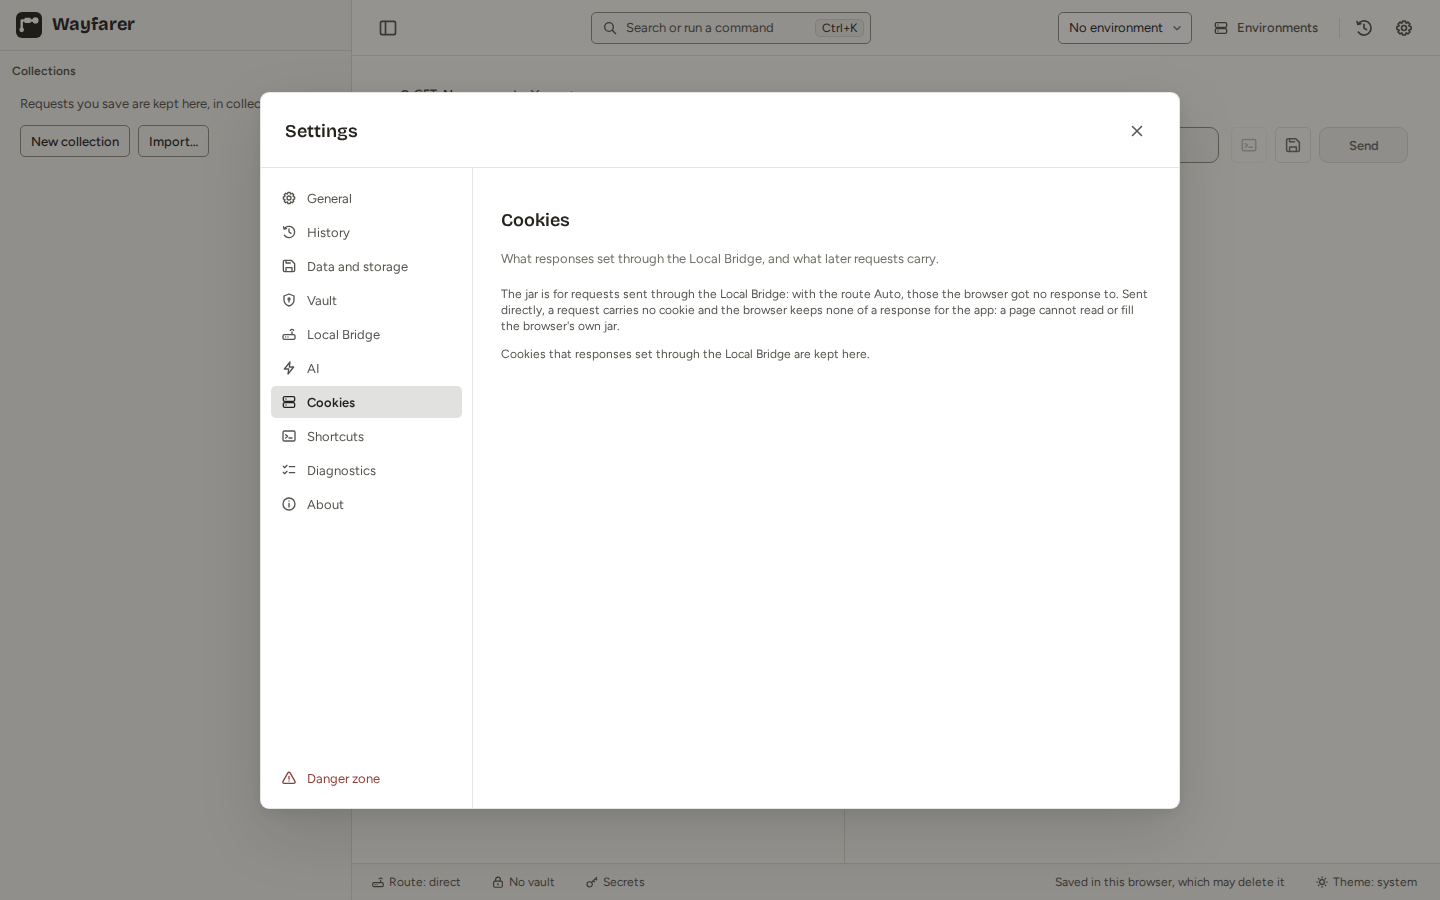 Wayfarer
Search or run a command
Ctrl+K
No environment
Environments
Collections
Requests you save are kept here, in
New collection
Import...
Send
Settings
General
History
Data and storage
Vault
Local Bridge
AI
Cookies
Shortcuts
Diagnostics
About
Danger zone
Cookies
What responses set through the Local Bridge, and what later requests carry.
The jar is for requests sent through the Local Bridge: with the route Auto, those the browser got no response to. Sent
directly, a request carries no cookie and the browser keeps none of a response for the app: a page cannot read or fill
the browser's own jar.
Cookies that responses set through the Local Bridge are kept here.
Route: direct
No vault
Secrets
Saved in this browser, which may delete it
Theme: system